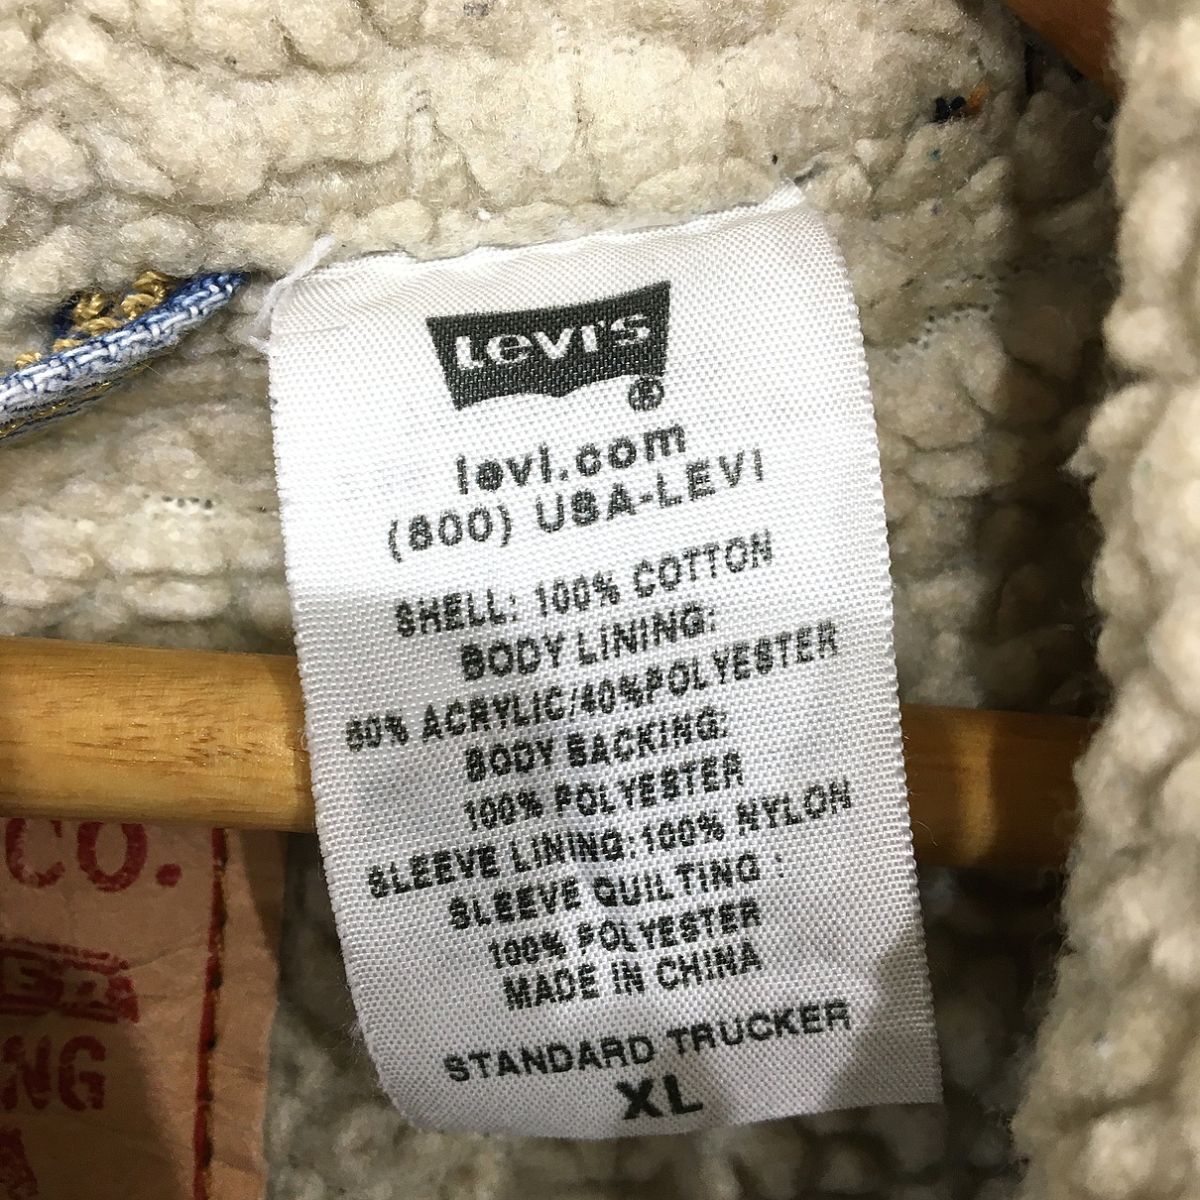 Levi's
®
levi.com
(800) USA-LEVI
SHELL: 100% COTTON
BODY LINING:
60% ACRYLIC/40%POLYESTER
BODY BACKING:
100% POLYESTER
SLEEVE LINING:100% NYLON
SLEEVE QUILTING :
100% POLYESTER
MADE IN CHINA
STANDARD TRUCKER
XL
CO.
NG